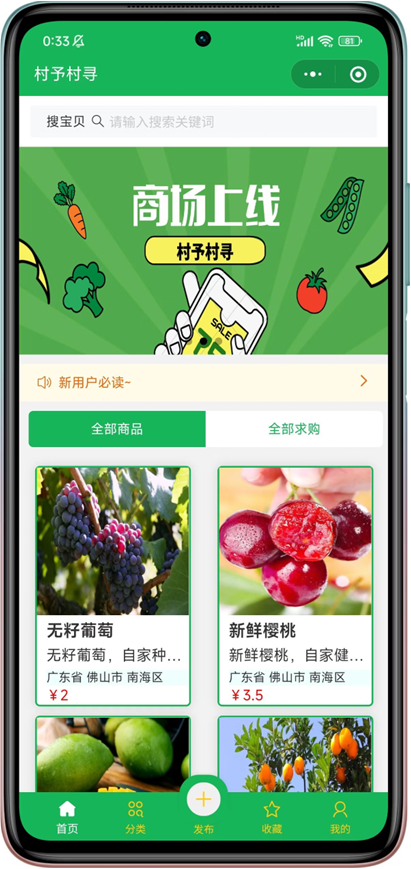 0:33
HD 81
村予村寻
搜宝贝 请输入搜索关键词
商场上线
村予村寻
SALE
新用户必读~
全部商品 全部求购
无籽葡萄 新鲜樱桃
无籽葡萄，自家种... 新鲜樱桃，自家健...
广东省 佛山市 南海区 广东省 佛山市 南海区
￥2 ￥3.5
首页 分类 发布 收藏 我的